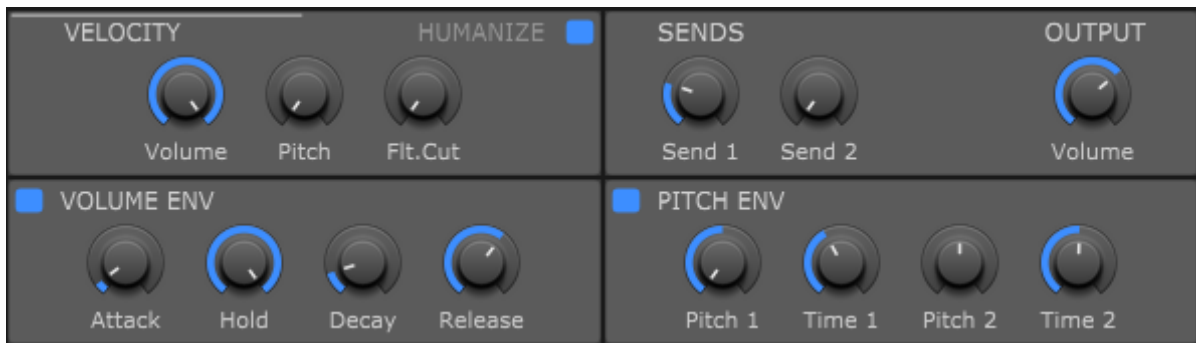 VELOCITY HUMANIZE
Volume Pitch Flt.Cut
SENDS OUTPUT
Send 1 Send 2 Volume
VOLUME ENV
Attack Hold Decay Release
PITCH ENV
Pitch 1 Time 1 Pitch 2 Time 2